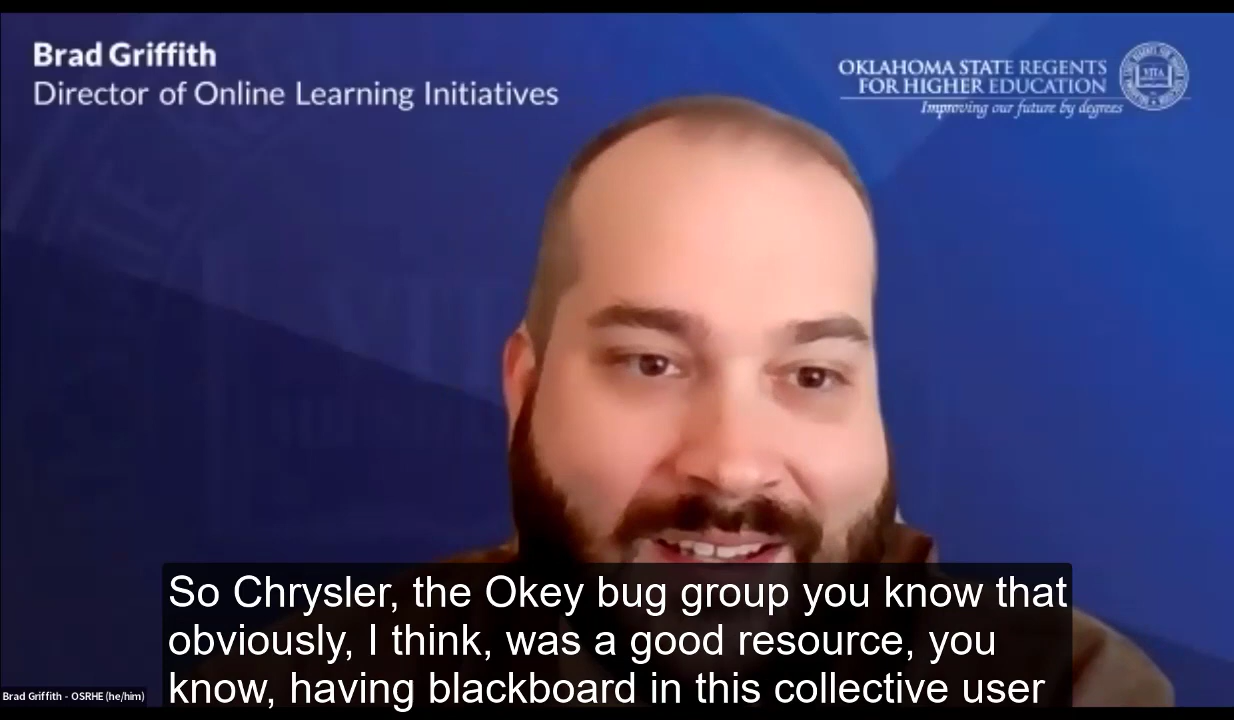 Brad Griffith
Director of Online Learning Initiatives
OKLAHOMA STATE REGENTS
FOR HIGHER EDUCATION
Improving our future by degrees
So Chrysler, the Okey bug group you know that
obviously, I think, was a good resource, you
know, having blackboard in this collective user
Brad Griffith - OSRHE (he/him)